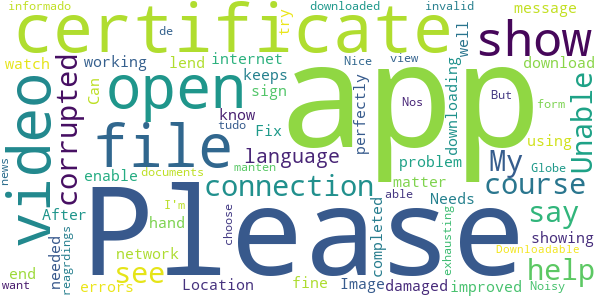 informado
certificate
try
downloaded
invalid
message
de
show
watch
working
lend
internet
Nice
view
well
download
video
corrupted
open
keeps
sign
app
Nos
But
form
Can
Fix
know
perfectly
downloading
using
Unable
file
tudo
language
problem
My
Globe
news
enable
documents
manten
connection
matter
able
course
After
I'm
Please
Needs
say
hand
choose
completed
exhausting
showing
needed
reagrdings
see
network
Downloadable
help
end
want
errors
Location
fine
Image
damaged
improved
Noisy